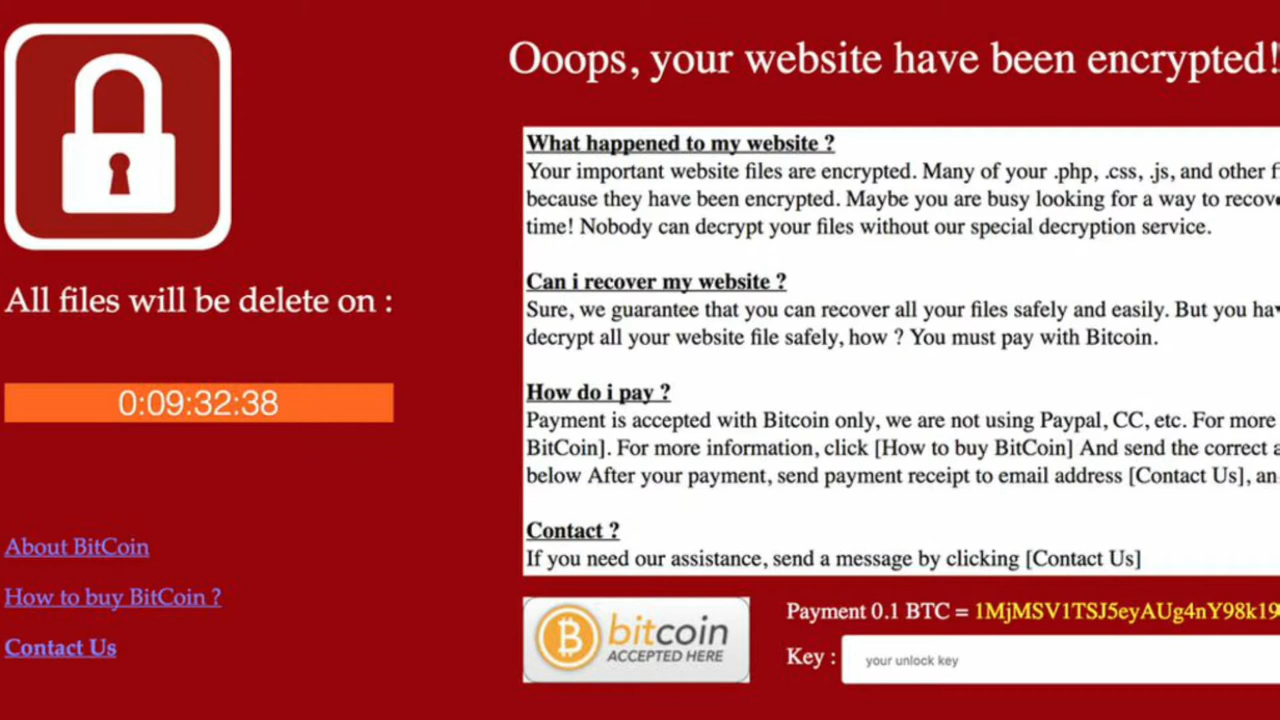 Ooops, your website have been encrypted!
What happened to my website ?
Your important website files are encrypted. Many of your .php, .css, .js, and other
because they have been encrypted. Maybe you are busy looking for a way to
time! Nobody can decrypt your files without our special decryption service.
Can i recover my website ?
Sure, we guarantee that you can recover all your files safely and easily. But you
decrypt all your website file safely, how ? You must pay with Bitcoin.
How do i pay ?
Payment is accepted with Bitcoin only, we are not using Paypal, CC, etc. For more
BitCoin]. For more information, click [How to buy BitCoin] And send the correct
below After your payment, send payment receipt to email address [Contact Us],
Contact ?
If you need our assistance, send a message by clicking [Contact Us]
All files will be delete on :
0:09:32:38
About BitCoin
How to buy BitCoin ?
Contact Us
bitcoin
ACCEPTED HERE
Payment 0.1 BTC = 1MjMSV1TSJ5eyAUg4nY98k19
Key :
your unlock key